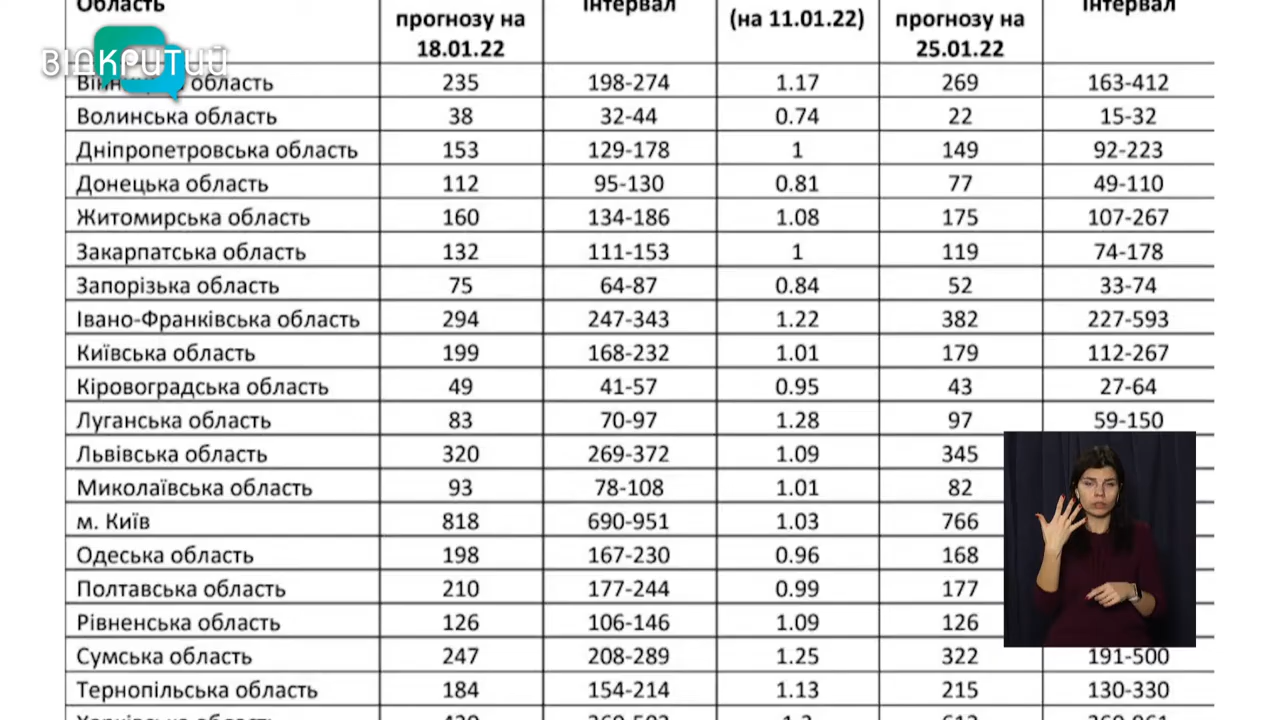 Область
прогнозу на
18.01.22
інтервал
(на 11.01.22)
прогнозу на
25.01.22
інтервал
ВІДКРИТИЙ
область 235 198-274 1.17 269 163-412
Волинська область 38 32-44 0.74 22 15-32
Дніпропетровська область 153 129-178 1 149 92-223
Донецька область 112 95-130 0.81 77 49-110
Житомирська область 160 134-186 1.08 175 107-267
Закарпатська область 132 111-153 1 119 74-178
Запорізька область 75 64-87 0.84 52 33-74
Івано-Франківська область 294 247-343 1.22 382 227-593
Київська область 199 168-232 1.01 179 112-267
Кіровоградська область 49 41-57 0.95 43 27-64
Луганська область 83 70-97 1.28 97 59-150
Львівська область 320 269-372 1.09 345
Миколаївська область 93 78-108 1.01 82
м. Київ 818 690-951 1.03 766
Одеська область 198 167-230 0.96 168
Полтавська область 210 177-244 0.99 177
Рівненська область 126 106-146 1.09 126
Сумська область 247 208-289 1.25 322 191-500
Тернопільська область 184 154-214 1.13 215 130-330